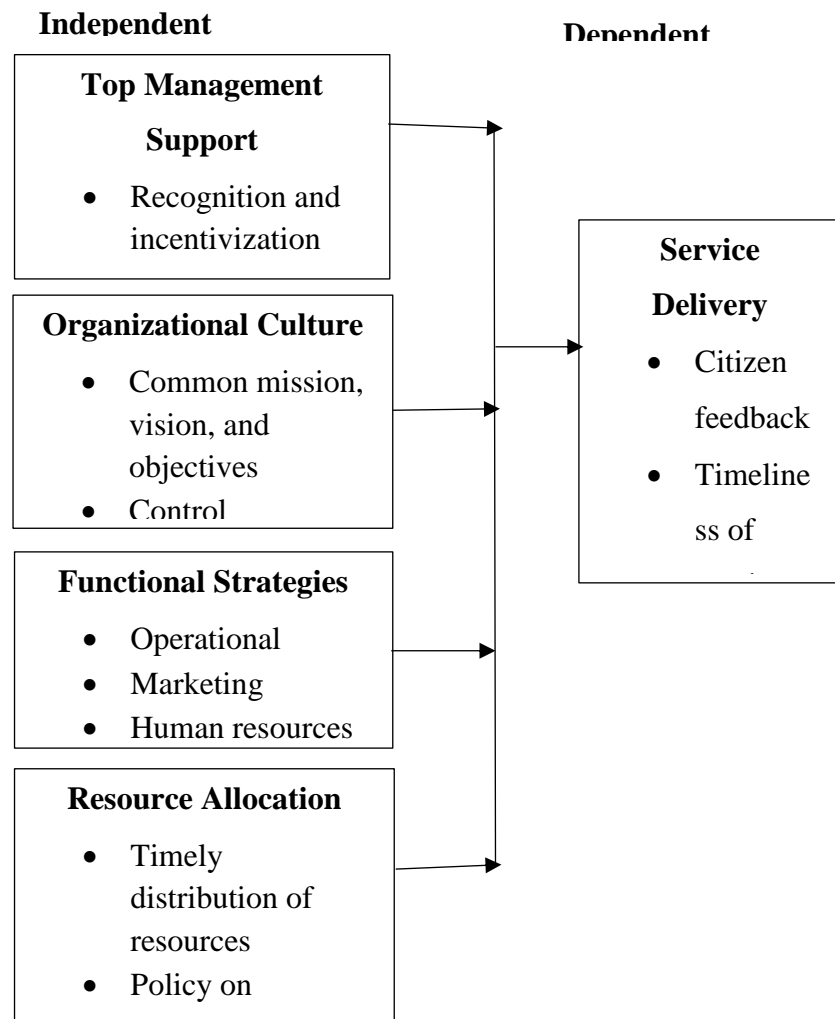 Independent
Dependent
Top Management
Support
• Recognition and
incentivization
Organizational Culture
• Common mission,
vision, and
objectives
• Control
Functional Strategies
• Operational
• Marketing
• Human resources
Resource Allocation
• Timely
distribution of
resources
• Policy on
Service
Delivery
• Citizen
feedback
• Timeline
ss of